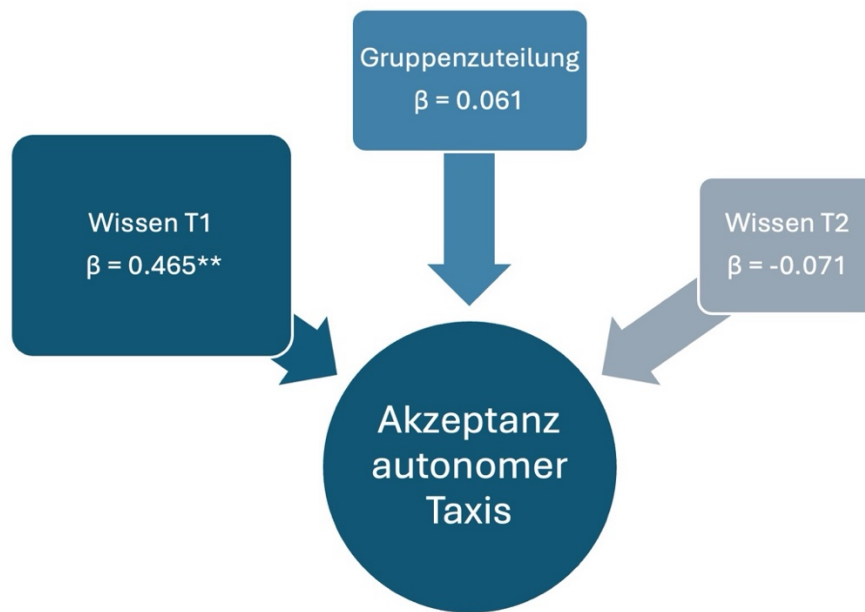 Gruppenzuteilung
β = 0.061
Wissen T1
β = 0.465**
Wissen T2
β = -0.071
Akzeptanz
autonomer
Taxis